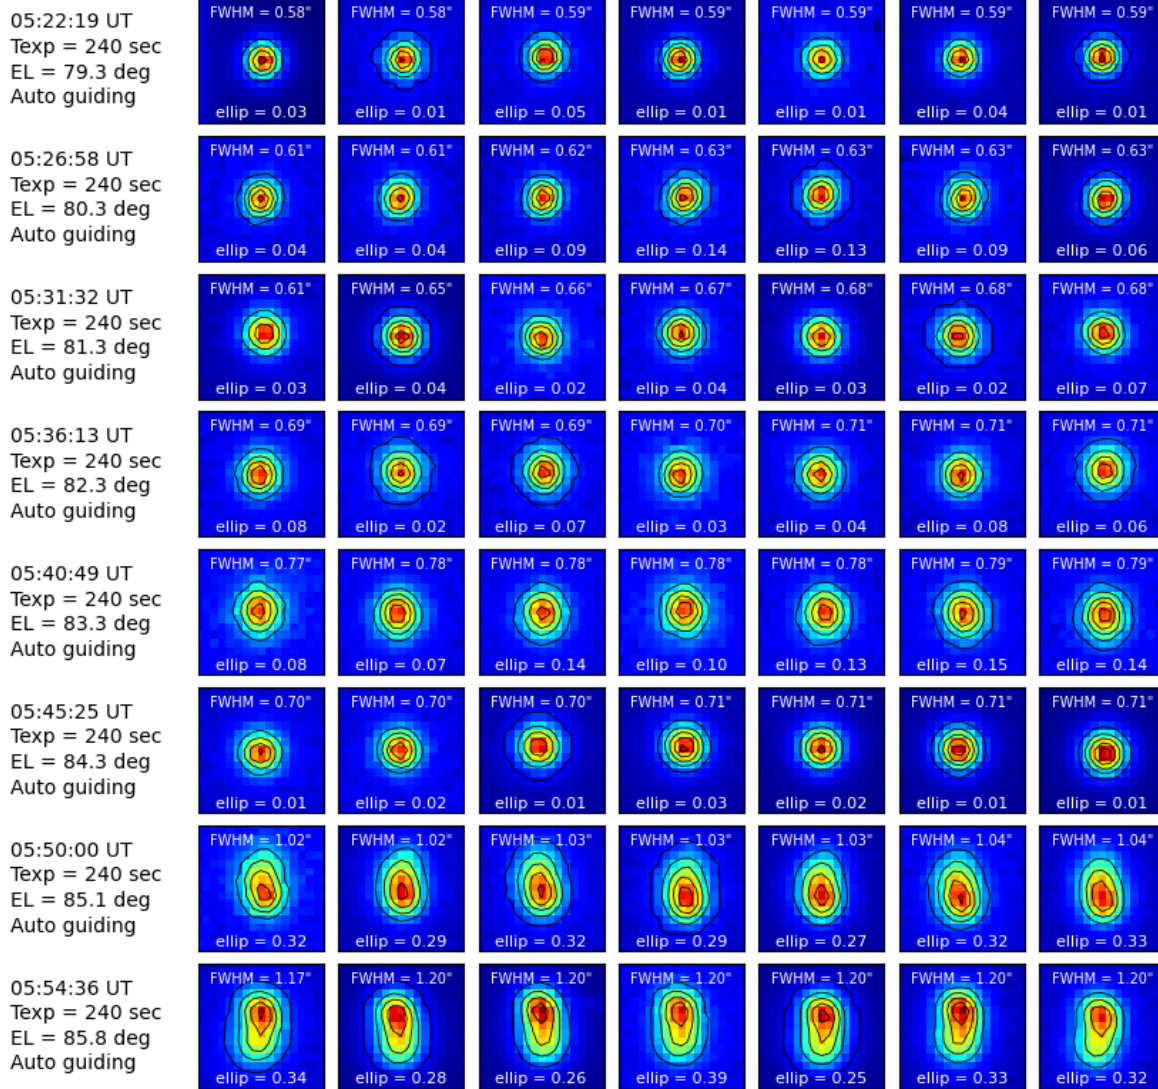 05:22:19 UT
Texp = 240 sec
EL = 79.3 deg
Auto guiding
FWHM = 0.58" FWHM = 0.58" FWHM = 0.59" FWHM = 0.59" FWHM = 0.59" FWHM = 0.59" FWHM = 0.59"
ellip = 0.03 ellip = 0.01 ellip = 0.05 ellip = 0.01 ellip = 0.01 ellip = 0.04 ellip = 0.01
05:26:58 UT
Texp = 240 sec
EL = 80.3 deg
Auto guiding
FWHM = 0.61" FWHM = 0.61" FWHM = 0.62" FWHM = 0.63" FWHM = 0.63" FWHM = 0.63" FWHM = 0.63"
ellip = 0.04 ellip = 0.04 ellip = 0.09 ellip = 0.14 ellip = 0.13 ellip = 0.09 ellip = 0.06
05:31:32 UT
Texp = 240 sec
EL = 81.3 deg
Auto guiding
FWHM = 0.61" FWHM = 0.65" FWHM = 0.66" FWHM = 0.67" FWHM = 0.68" FWHM = 0.68" FWHM = 0.68"
ellip = 0.03 ellip = 0.04 ellip = 0.02 ellip = 0.04 ellip = 0.03 ellip = 0.02 ellip = 0.07
05:36:13 UT
Texp = 240 sec
EL = 82.3 deg
Auto guiding
FWHM = 0.69" FWHM = 0.69" FWHM = 0.69" FWHM = 0.70" FWHM = 0.71" FWHM = 0.71" FWHM = 0.71"
ellip = 0.08 ellip = 0.02 ellip = 0.07 ellip = 0.03 ellip = 0.04 ellip = 0.08 ellip = 0.06
05:40:49 UT
Texp = 240 sec
EL = 83.3 deg
Auto guiding
FWHM = 0.77" FWHM = 0.78" FWHM = 0.78" FWHM = 0.78" FWHM = 0.78" FWHM = 0.79" FWHM = 0.79"
ellip = 0.08 ellip = 0.07 ellip = 0.14 ellip = 0.10 ellip = 0.13 ellip = 0.15 ellip = 0.14
05:45:25 UT
Texp = 240 sec
EL = 84.3 deg
Auto guiding
FWHM = 0.70" FWHM = 0.70" FWHM = 0.70" FWHM = 0.71" FWHM = 0.71" FWHM = 0.71" FWHM = 0.71"
ellip = 0.01 ellip = 0.02 ellip = 0.01 ellip = 0.03 ellip = 0.02 ellip = 0.01 ellip = 0.01
05:50:00 UT
Texp = 240 sec
EL = 85.1 deg
Auto guiding
FWHM = 1.02" FWHM = 1.02" FWHM = 1.03" FWHM = 1.03" FWHM = 1.03" FWHM = 1.04" FWHM = 1.04"
ellip = 0.32 ellip = 0.29 ellip = 0.32 ellip = 0.29 ellip = 0.27 ellip = 0.32 ellip = 0.33
05:54:36 UT
Texp = 240 sec
EL = 85.8 deg
Auto guiding
FWHM = 1.17" FWHM = 1.20" FWHM = 1.20" FWHM = 1.20" FWHM = 1.20" FWHM = 1.20" FWHM = 1.20"
ellip = 0.34 ellip = 0.28 ellip = 0.26 ellip = 0.39 ellip = 0.25 ellip = 0.33 ellip = 0.32